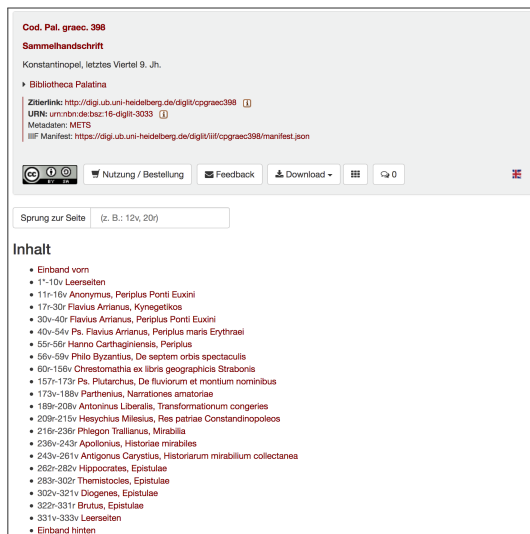 Cod. Pal. graec. 398
Sammelhandschrift
Konstantinopel, letztes Viertel 9. Jh.
Bibliotheca Palatina
Zitierlink: http://digi.ub.uni-heidelberg.de/diglit/cpgraec398 i
URN: urn:nbn:de:bsz:16-diglit-3033 i
Metadaten: METS
IIIF Manifest: https://digi.ub.uni-heidelberg.de/diglit/iiif/cpgraec398/manifest.json
cc BY SA Nutzung / Bestellung Feedback Download 0
Sprung zur Seite (z. B.: 12v, 20r)
Inhalt
• Einband vorn
• 1*-10v Leerseiten
• 11r-16v Anonymus, Periplus Ponti Euxini
• 17r-30r Flavius Arrianus, Kynegetikos
• 30v-40r Flavius Arrianus, Periplus Ponti Euxini
• 40v-54v Ps. Flavius Arrianus, Periplus maris Erythraei
• 55r-56r Hanno Carthaginiensis, Periplus
• 56v-59v Philo Byzantius, De septem orbis spectaculis
• 60r-156v Chrestomathia ex libris geographicis Strabonis
• 157r-173r Ps. Plutarchus, De fluviorum et montium nominibus
• 173v-188v Parthenius, Narrationes amatoriae
• 189r-208v Antoninus Liberalis, Transformationum congeries
• 209r-215v Hesychius Milesius, Res patriae Constandinopoleos
• 216r-236r Phlegon Trallianus, Mirabilia
• 236v-243r Apollonius, Historiae mirabiles
• 243v-261v Antigonus Carystius, Historiarum mirabilium collectanea
• 262r-282v Hippocrates, Epistulae
• 283r-302r Themistocles, Epistulae
• 302v-321v Diogenes, Epistulae
• 322r-331r Brutus, Epistulae
• 331v-333v Leerseiten
• Einband hinten